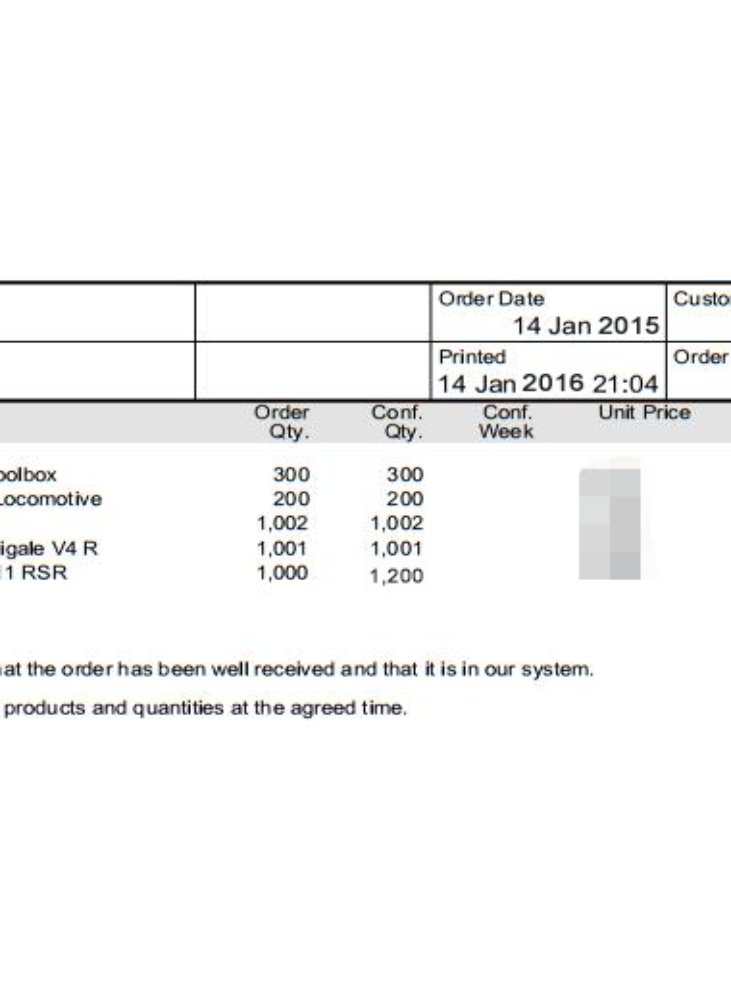 Order Date Custo
14 Jan 2015
Printed Order
14 Jan 2016 21:04
Order Conf. Conf. Unit Price
Qty. Qty. Week
oolbox 300 300
Locomotive 200 200
1,002 1,002
igale V4 R 1,001 1,001
11 RSR 1,000 1,200
at the order has been well received and that it is in our system.
products and quantities at the agreed time.